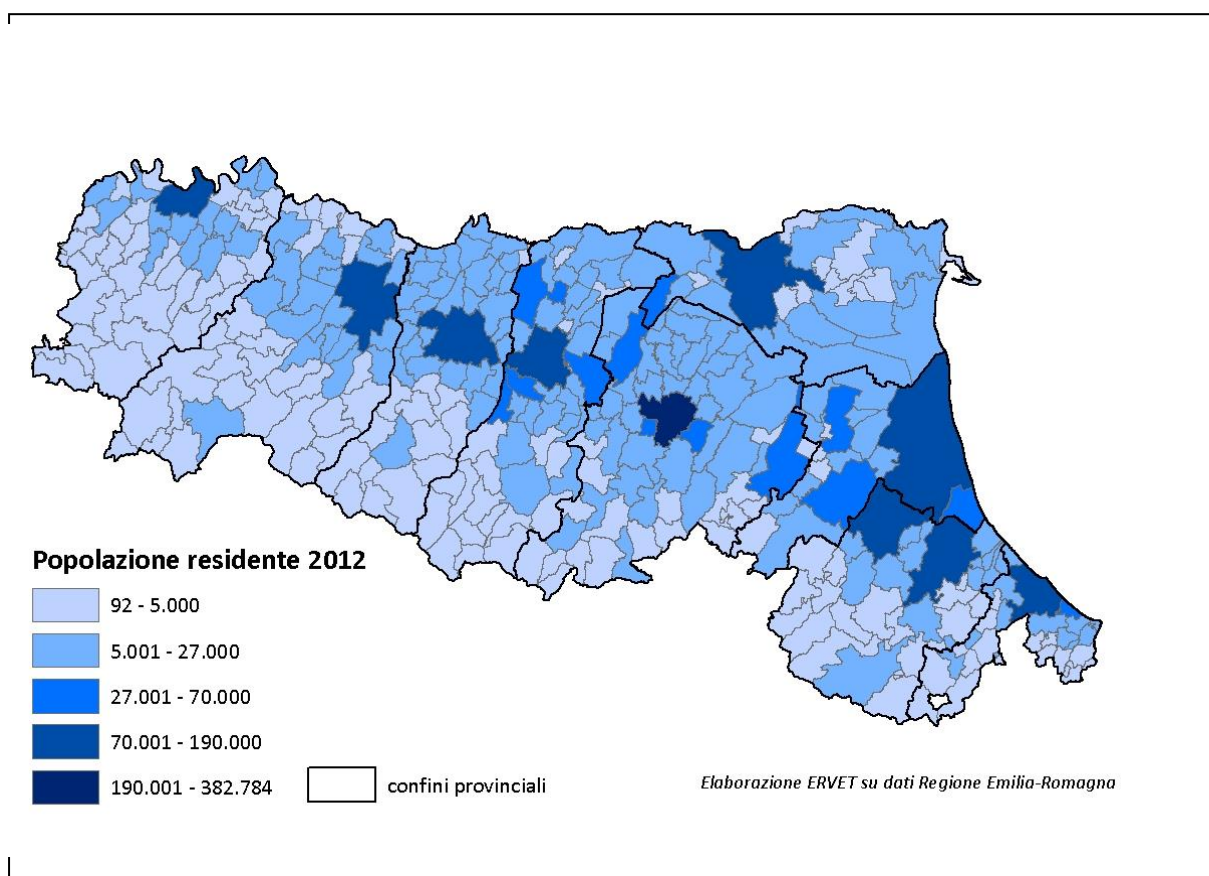 Popolazione residente 2012
92 - 5.000
5.001 - 27.000
27.001 - 70.000
70.001 - 190.000
190.001 - 382.784
confini provinciali
Elaborazione ERVET su dati Regione Emilia-Romagna